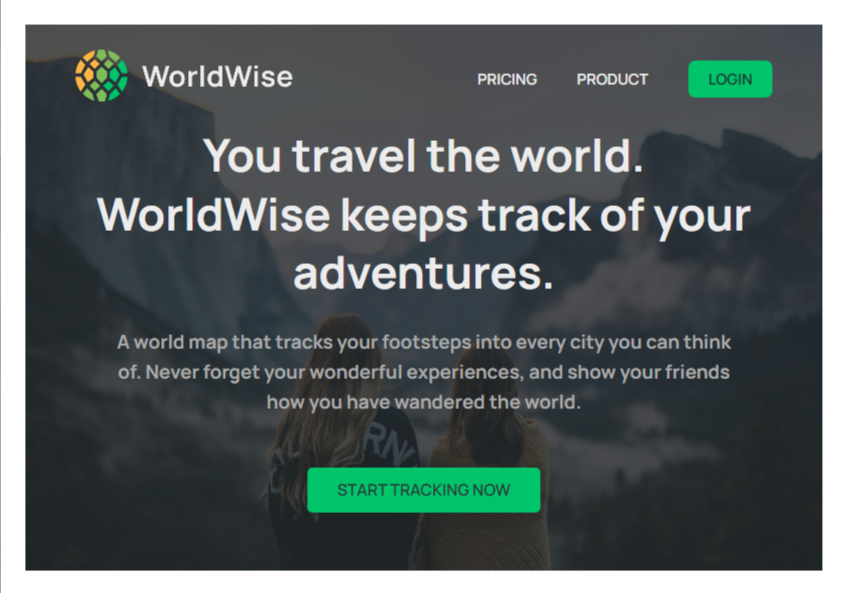 WorldWise
PRICING
PRODUCT
LOGIN
You travel the world.
WorldWise keeps track of your
adventures.
A world map that tracks your footsteps into every city you can think
of. Never forget your wonderful experiences, and show your friends
how you have wandered the world.
START TRACKING NOW